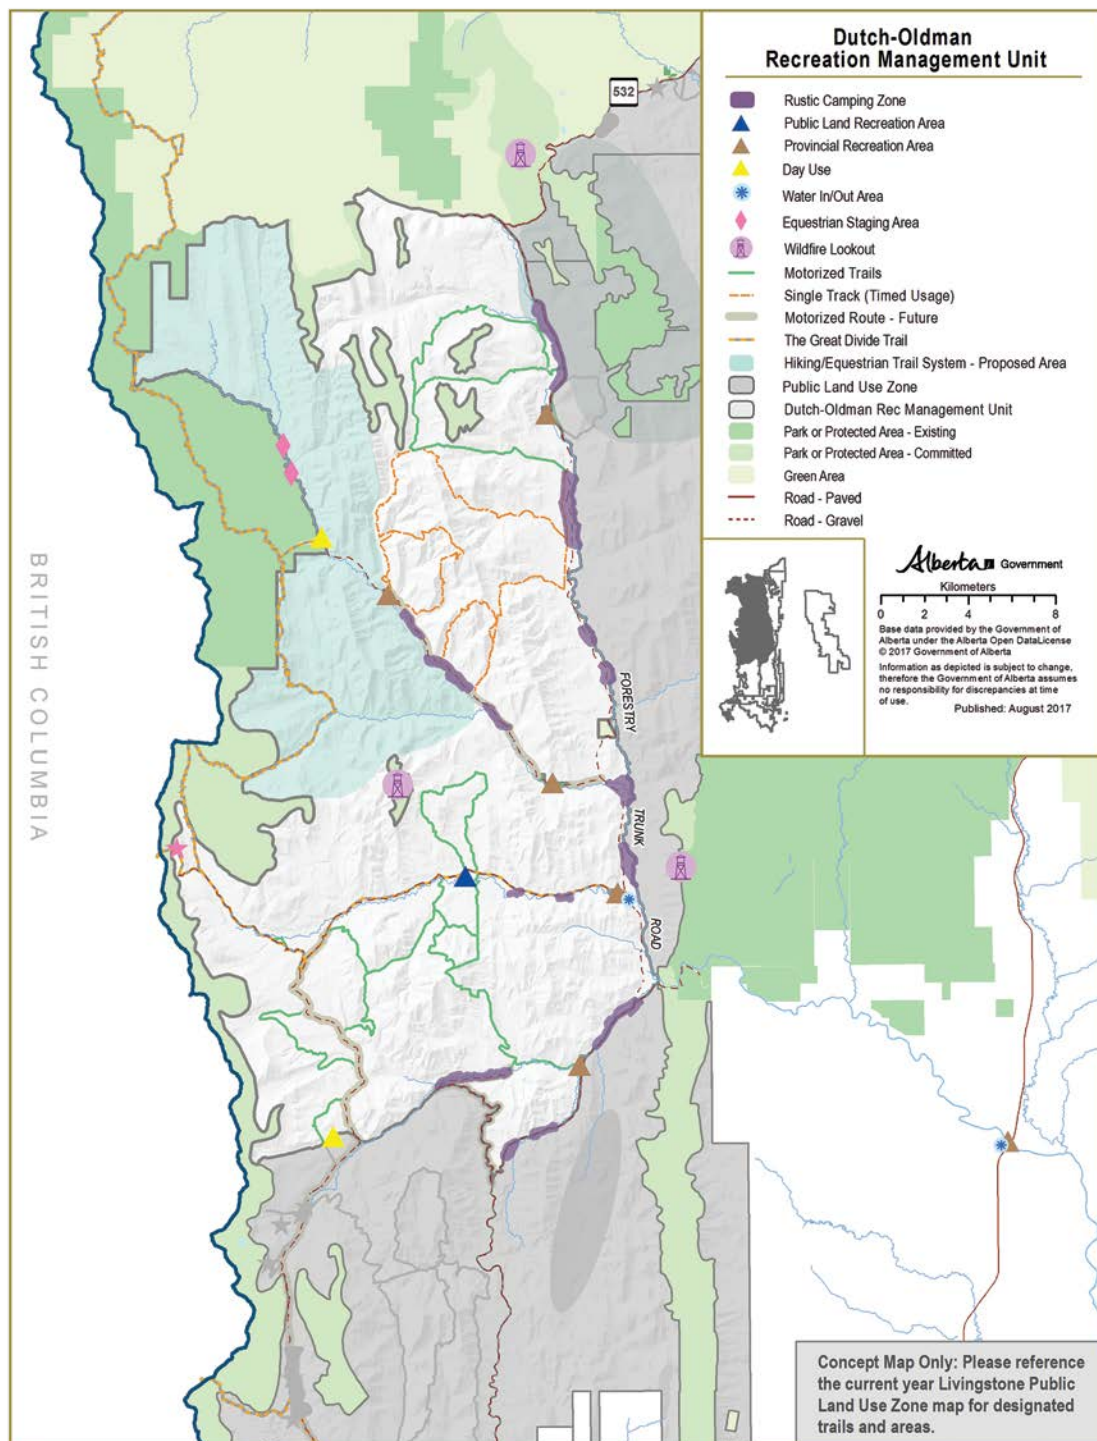 Dutch-Oldman
Recreation Management Unit
Rustic Camping Zone
Public Land Recreation Area
Provincial Recreation Area
Day Use
Water In/Out Area
Equestrian Staging Area
Wildfire Lookout
Motorized Trails
Single Track (Timed Usage)
Motorized Route - Future
The Great Divide Trail
Hiking/Equestrian Trail System - Proposed Area
Public Land Use Zone
Dutch-Oldman Rec Management Unit
Park or Protected Area - Existing
Park or Protected Area - Committed
Green Area
Road - Paved
Road - Gravel
Alberta Government
Kilometers
0 2 4 8
Base data provided by the Government of
Alberta under the Alberta Open DataLicense
© 2017 Government of Alberta
Information as depicted is subject to change,
therefore the Government of Alberta assumes
no responsibility for discrepancies at time
of use.
Published: August 2017
532
BRITISH COLUMBIA
FORESTRY
TRUNK
ROAD
Concept Map Only: Please reference
the current year Livingstone Public
Land Use Zone map for designated
trails and areas.